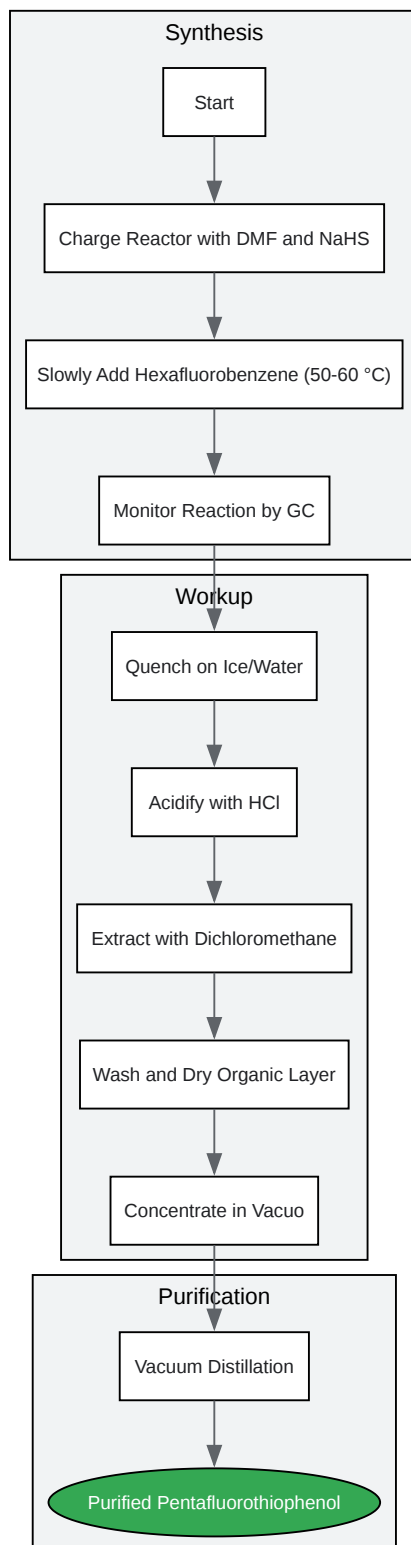 Synthesis
Start
Charge Reactor with DMF and NaHS
Slowly Add Hexafluorobenzene (50-60 °C)
Monitor Reaction by GC
Workup
Quench on Ice/Water
Acidify with HCl
Extract with Dichloromethane
Wash and Dry Organic Layer
Concentrate in Vacuo
Purification
Vacuum Distillation
Purified Pentafluorothiophenol